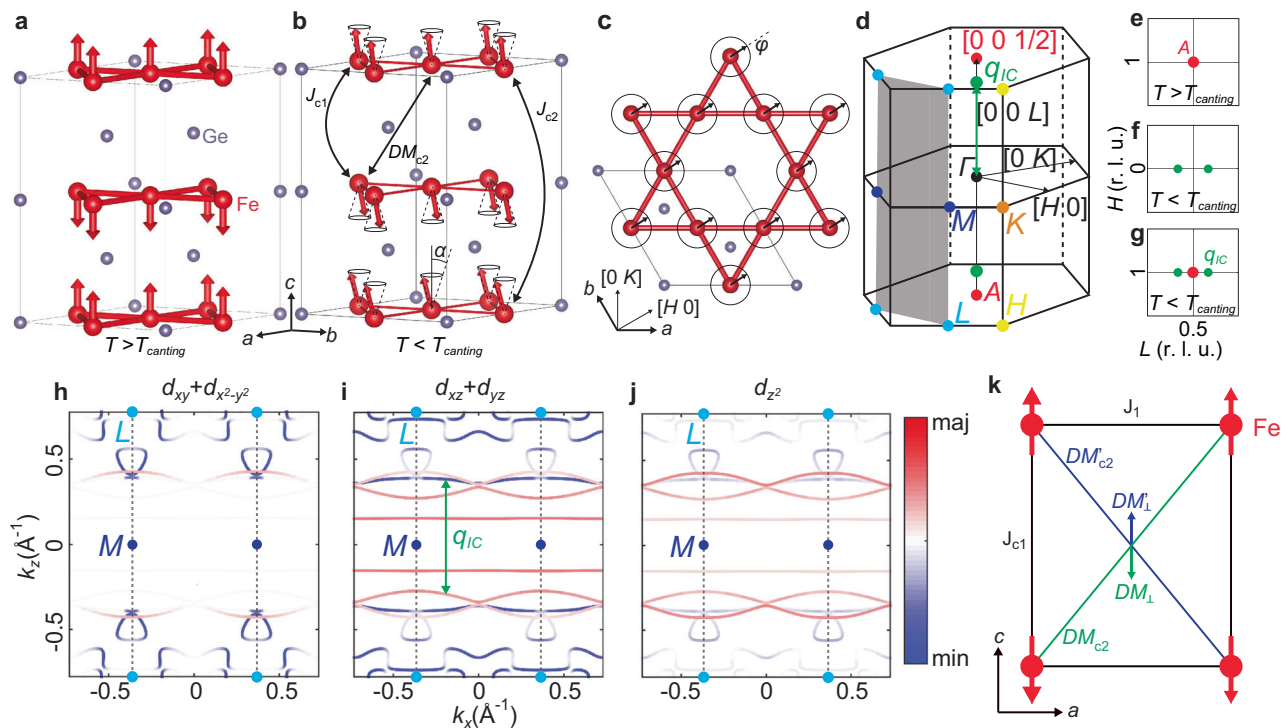 a
Ge
Fe
c
a
b
T > T_canting
b
J_c1
DM_c2
J_c2
α
T < T_canting
c
φ
[0 K]
b
[H 0]
a
d
[0 0 1/2]
q_IC
[0 0 L]
Γ
[0 K]
[H 0]
M
K
A
L
H
e
A
1
T > T_canting
f
H (r. l. u.)
0
T < T_canting
g
q_IC
1
T < T_canting
0.5
L (r. l. u.)
h
d_xy+d_x²-y²
L
M
0.5
0
-0.5
k_z(Å⁻¹)
-0.5
0
0.5
i
d_xz+d_yz
L
M
q_IC
-0.5
0
0.5
k_x(Å⁻¹)
j
d_z²
L
M
-0.5
0
0.5
maj
min
k
J_1
Fe
DM'_c2
DM'_⊥
J_c1
DM_⊥
DM_c2
c
a